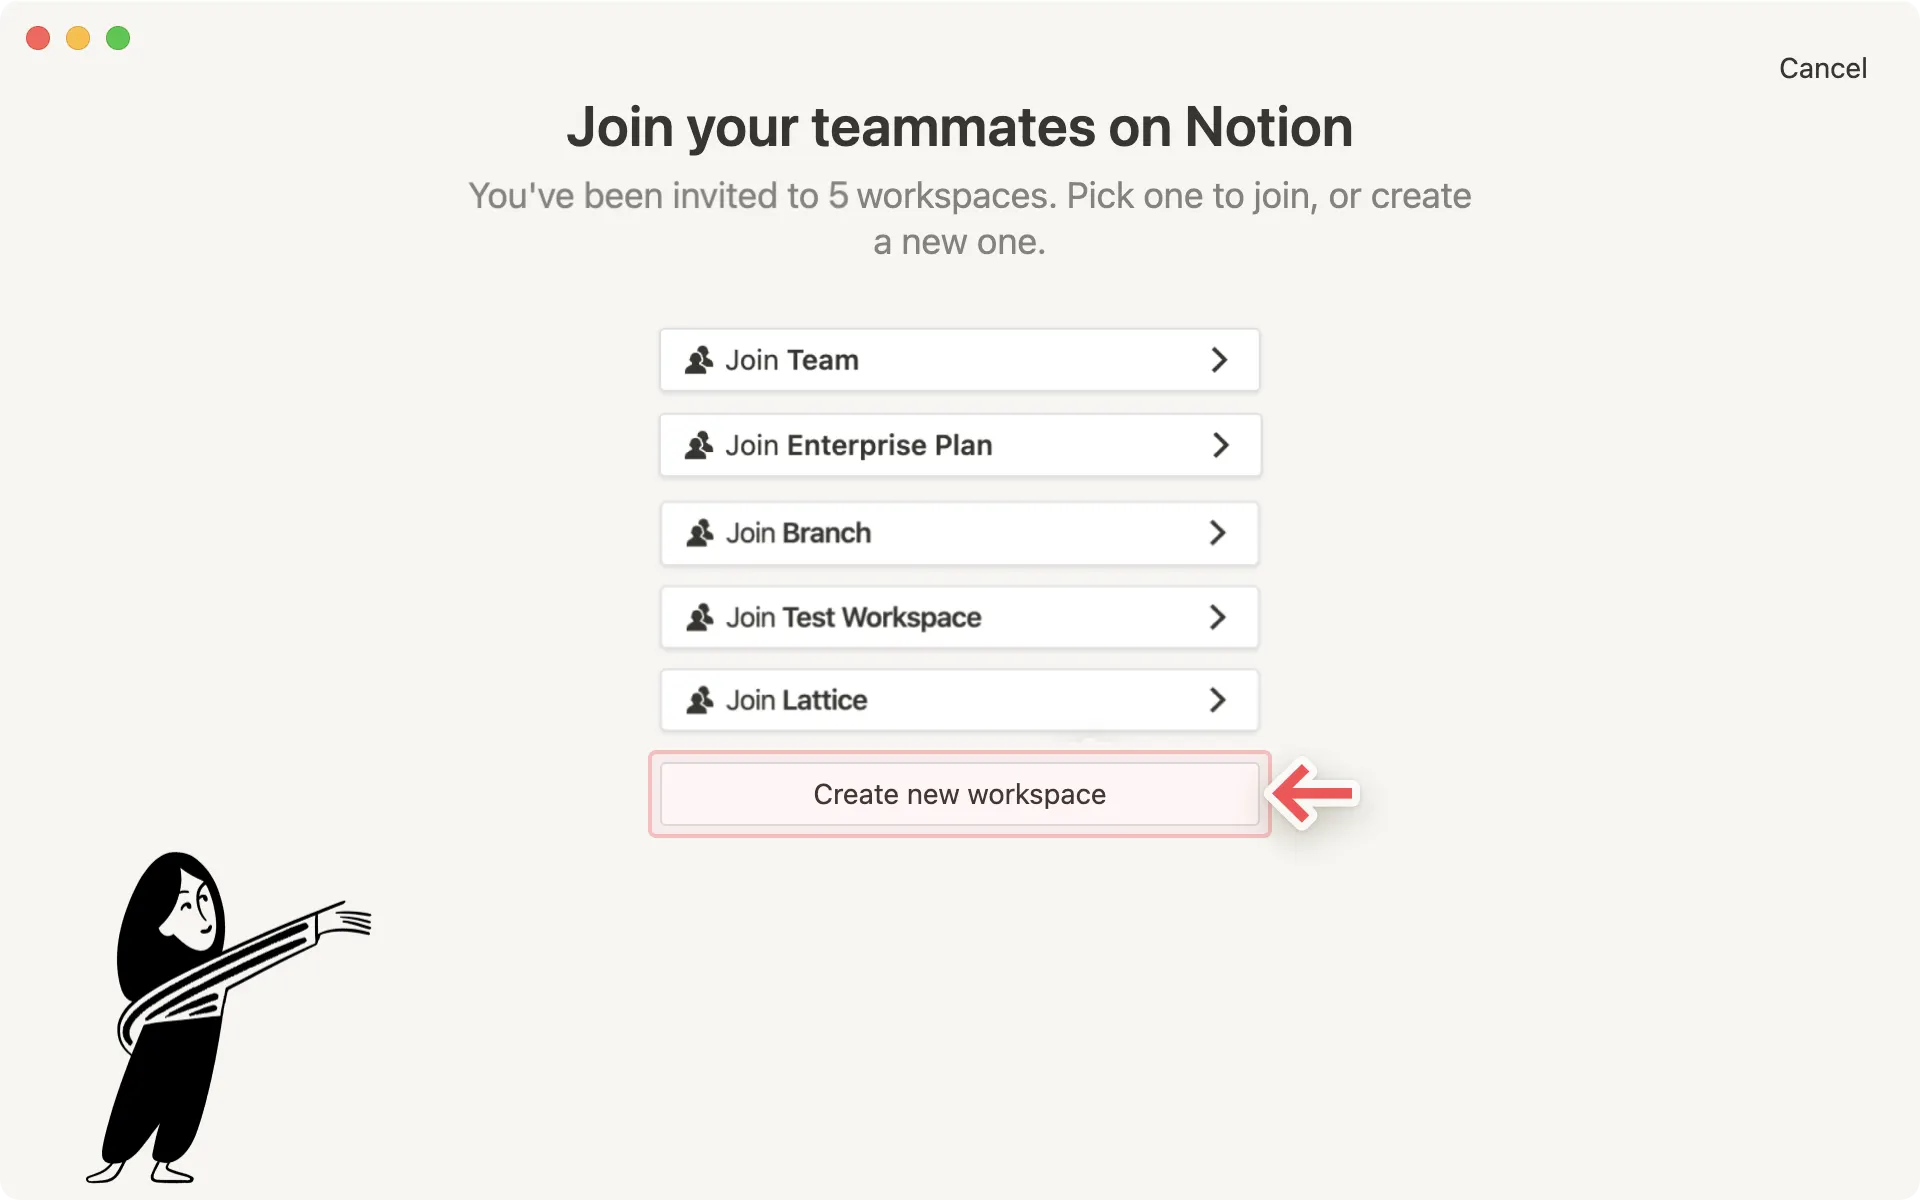 Cancel
Join your teammates on Notion
You've been invited to 5 workspaces. Pick one to join, or create
a new one.
Join Team
Join Enterprise Plan
Join Branch
Join Test Workspace
Join Lattice
Create new workspace